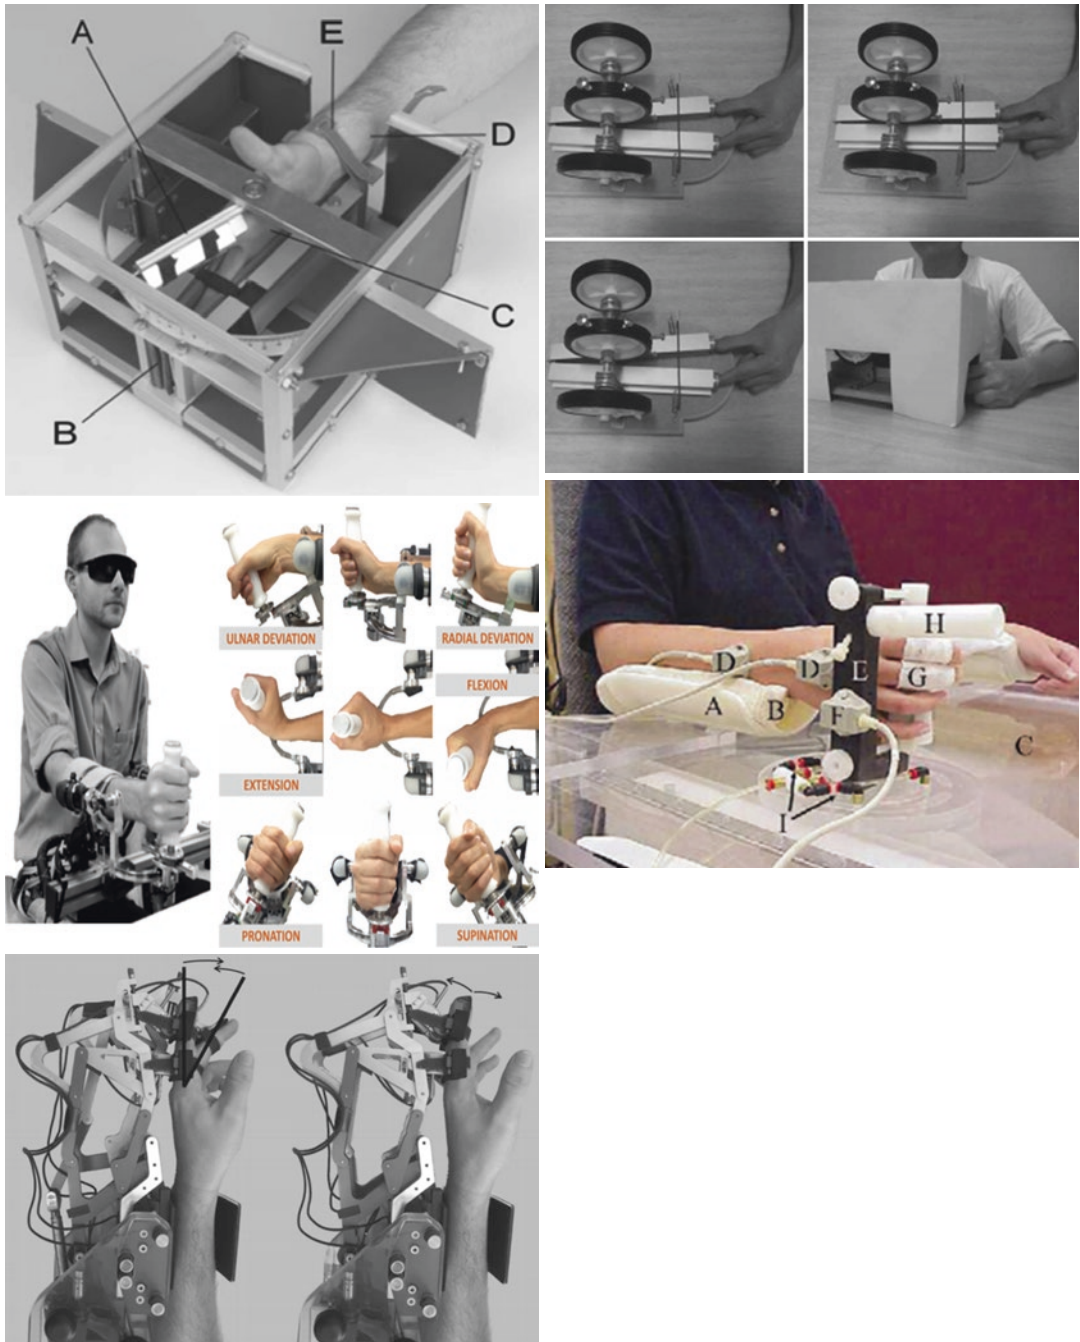 A
E
D
C
B
ULNAR DEVIATION
RADIAL DEVIATION
FLEXION
EXTENSION
PRONATION
SUPINATION
H
D
D
E
G
A
B
F
C
I